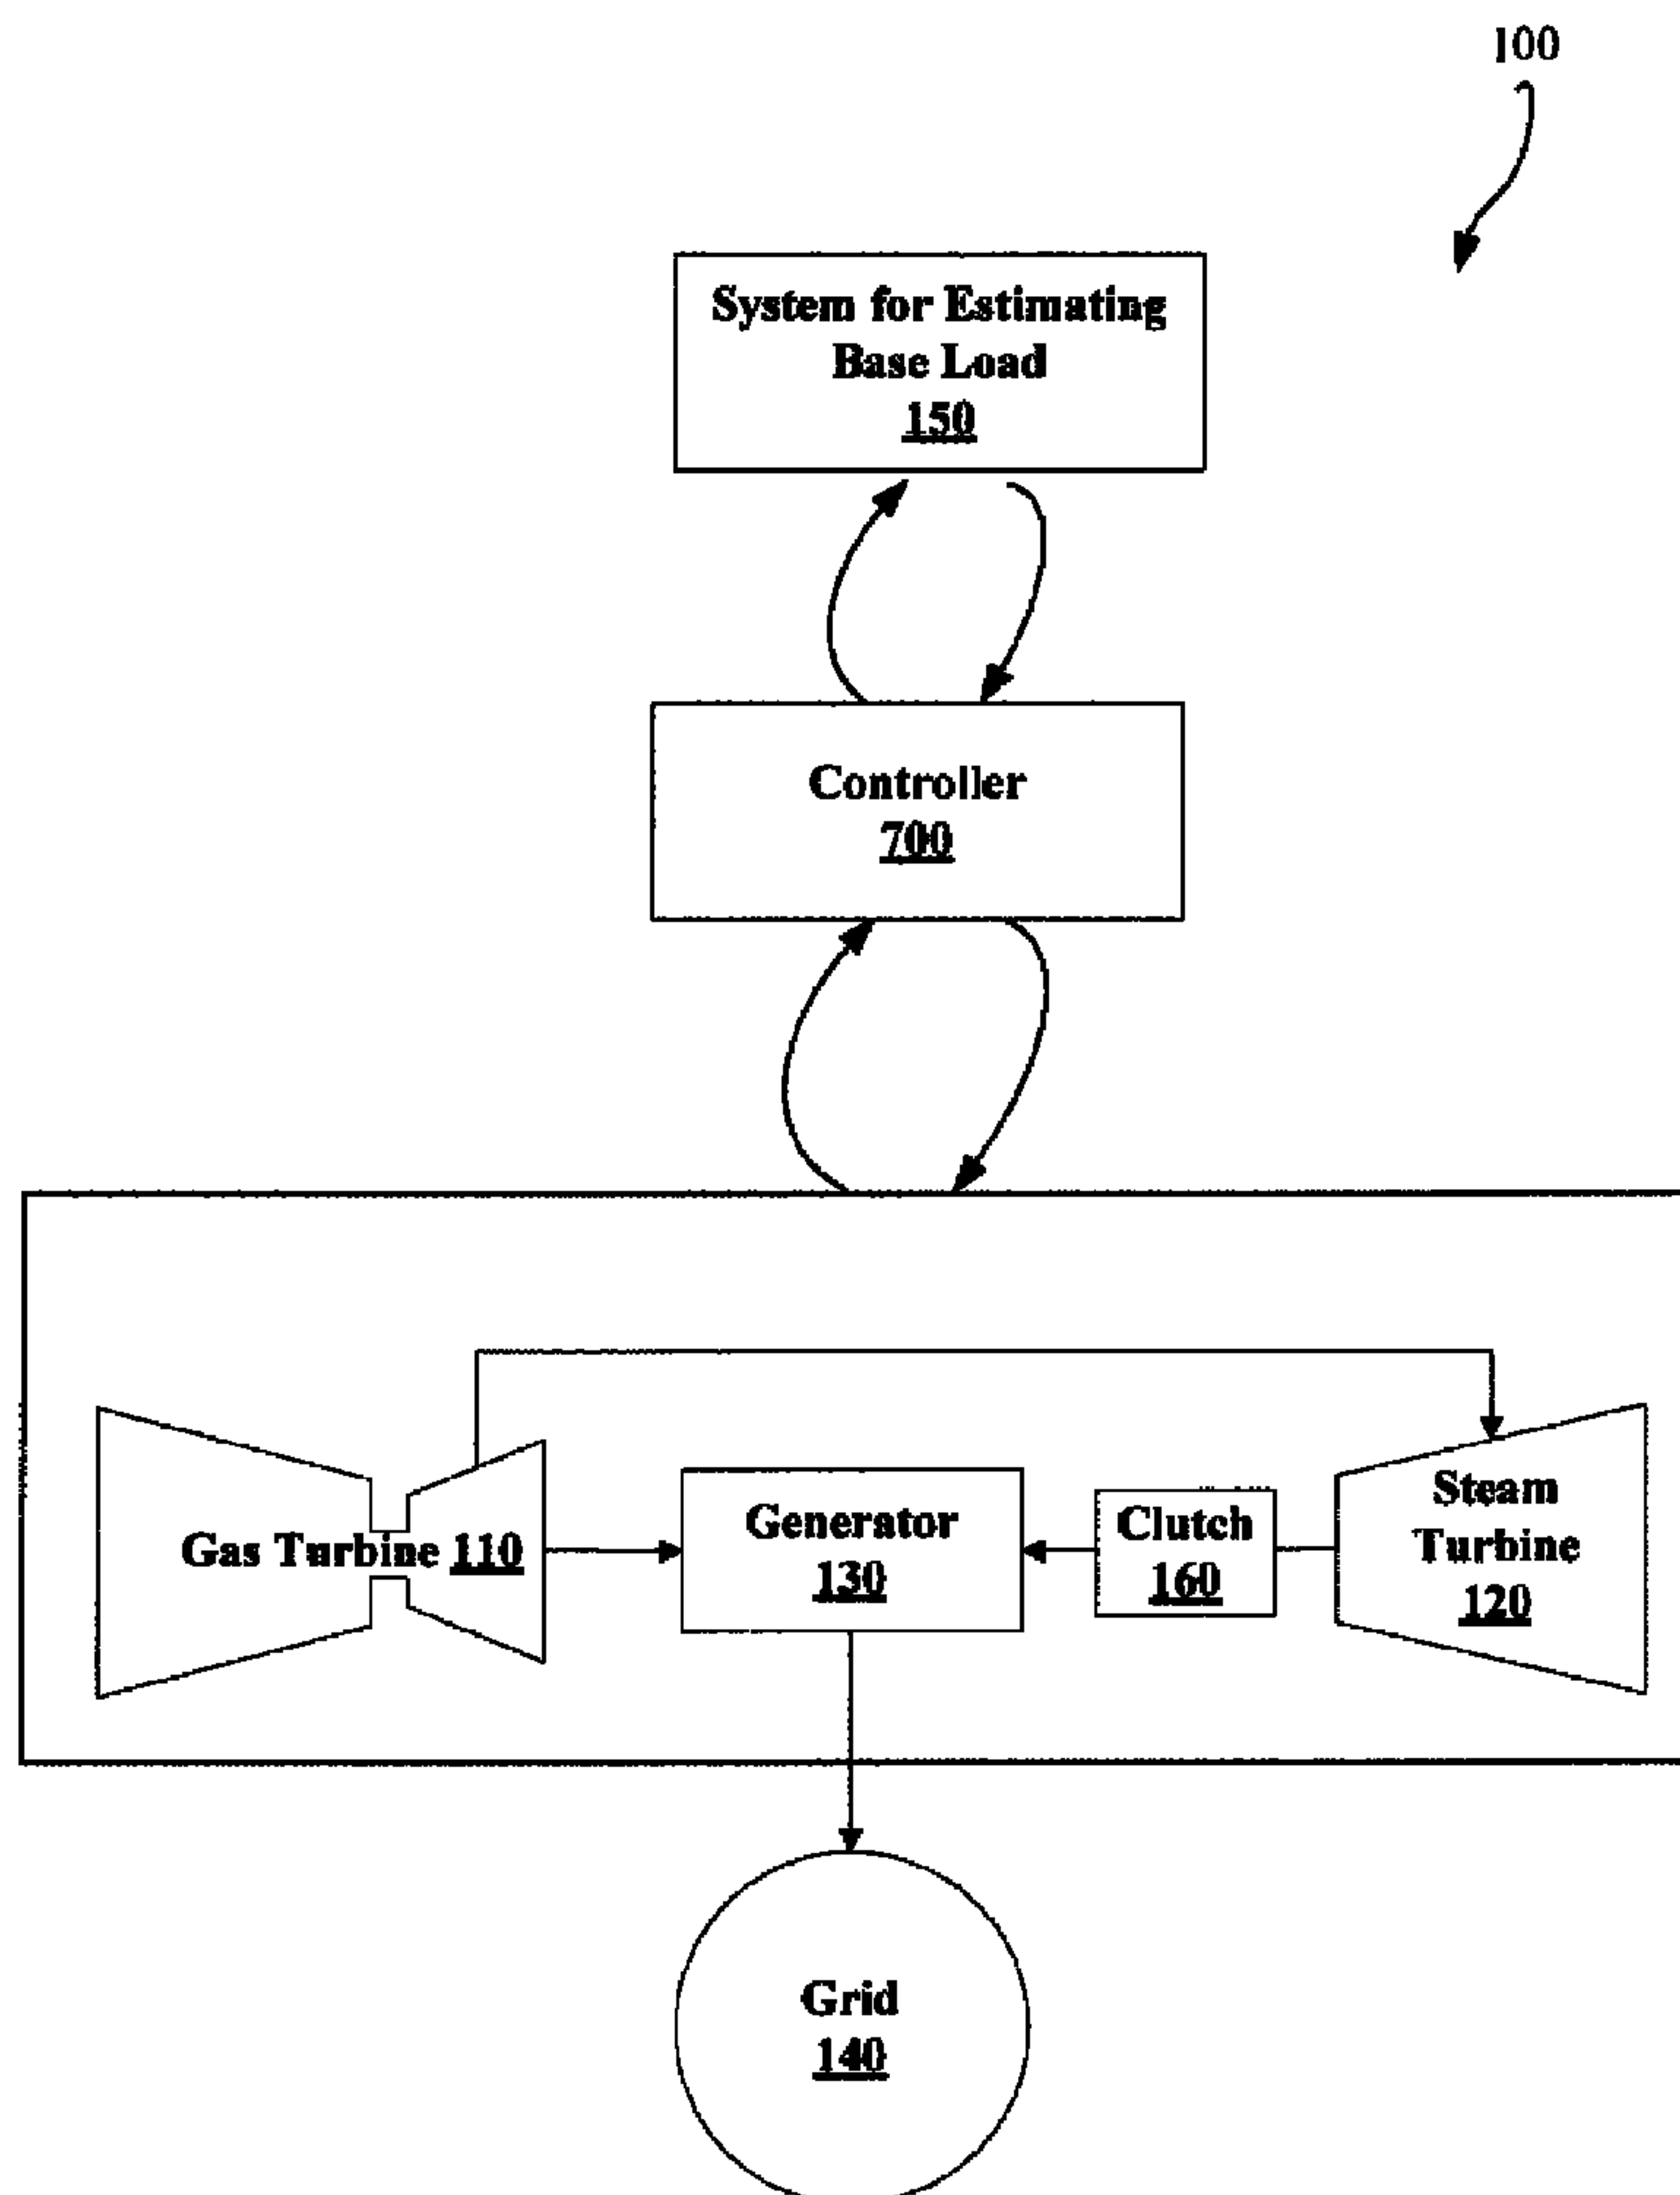 100
System for Estimating
Base Load
150
Controller
700
Gas Turbine 110
Generator
130
Clutch
160
Steam
Turbine
120
Grid
140